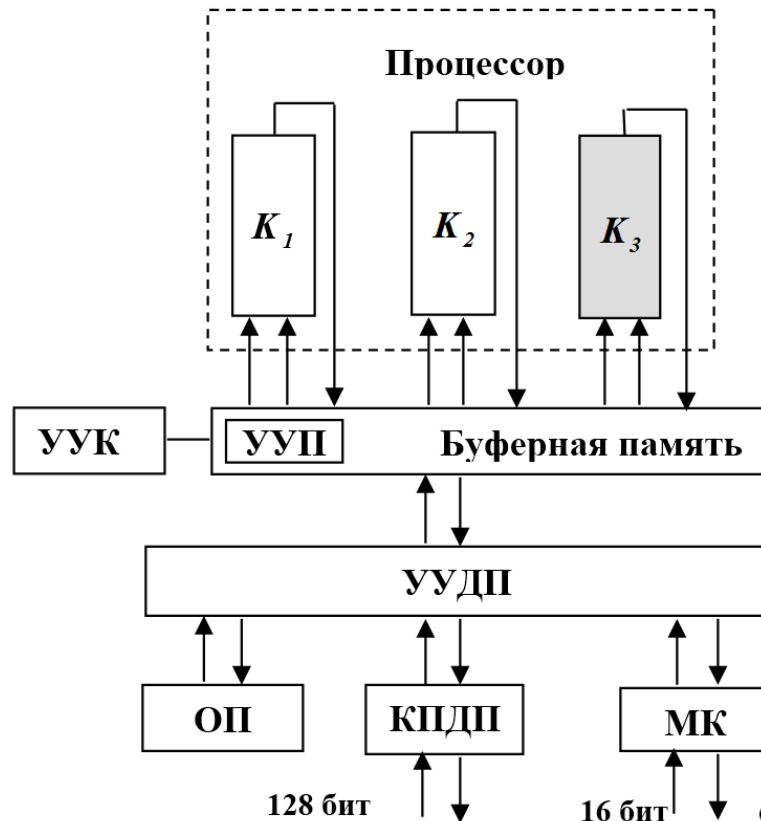 Процессор
K1
K2
K3
УУК
УУП
Буферная память
УУДП
ОП
КПДП
МК
128 бит
16 бит